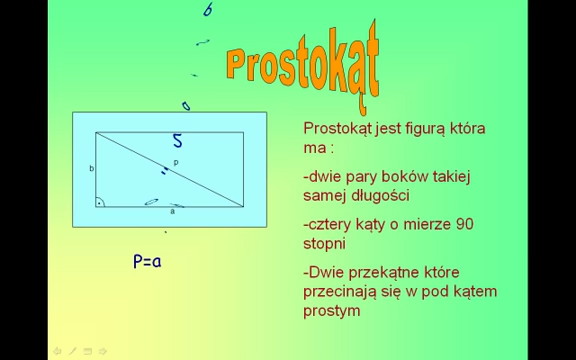 b
Prostokąt
a
S
p
b
=
a
P=a
Prostokąt jest figurą która
ma :
-dwie pary boków takiej
samej długości
-cztery kąty o mierze 90
stopni
-Dwie przekątne które
przecinają się w pod kątem
prostym